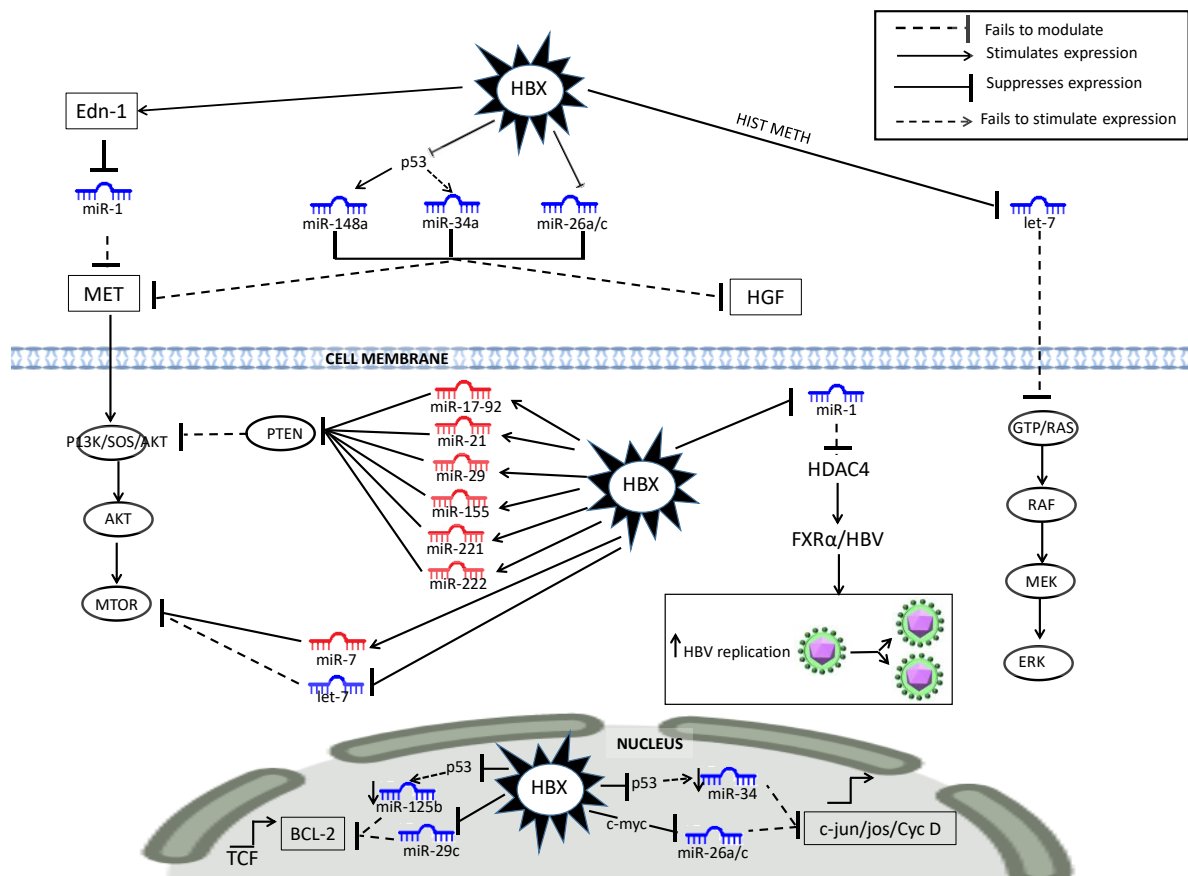 Fails to modulate
Stimulates expression
Suppresses expression
Fails to stimulate expression
HBX
Edn-1
HIST METH
p53
miR-1
miR-148a
miR-34a
miR-26a/c
let-7
MET
HGF
CELL MEMBRANE
miR-17-92
miR-1
P13K/SOS/AKT
PTEN
miR-21
GTP/RAS
miR-29
HDAC4
HBX
miR-155
RAF
AKT
miR-221
FXRα/HBV
miR-222
MEK
MTOR
miR-7
HBV replication
let-7
ERK
NUCLEUS
p53
HBX
p53
miR-125b
miR-34
BCL-2
c-myc
c-jun/jos/Cyc D
TCF
miR-29c
miR-26a/c